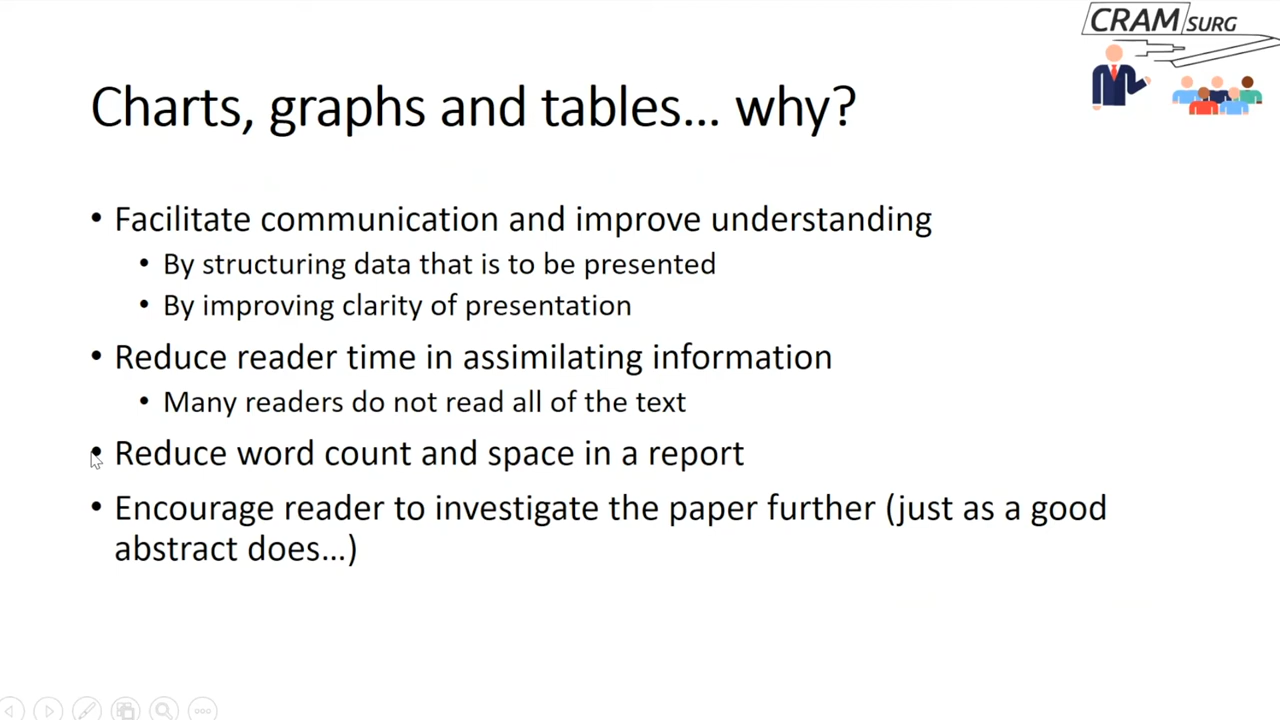 CRAM SURG
Charts, graphs and tables... why?
• Facilitate communication and improve understanding
• By structuring data that is to be presented
• By improving clarity of presentation
• Reduce reader time in assimilating information
• Many readers do not read all of the text
• Reduce word count and space in a report
• Encourage reader to investigate the paper further (just as a good
abstract does...)